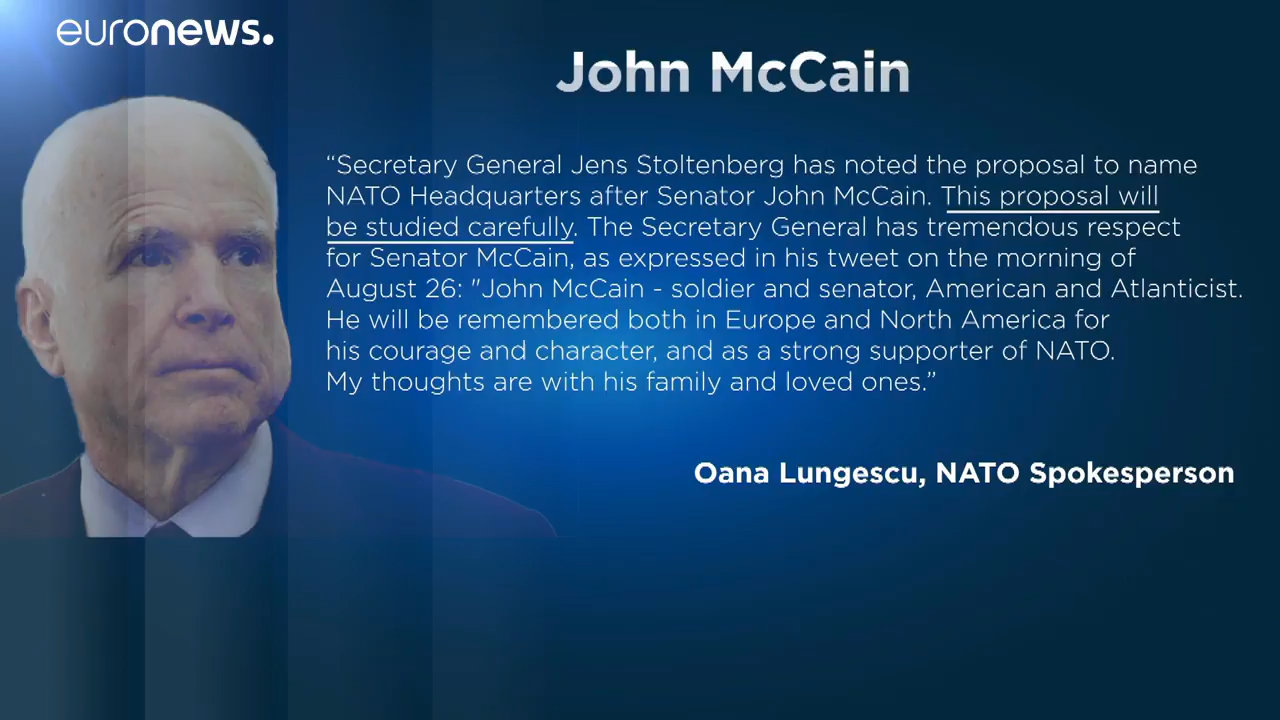 euronews.
John McCain
“Secretary General Jens Stoltenberg has noted the proposal to name
NATO Headquarters after Senator John McCain. This proposal will
be studied carefully. The Secretary General has tremendous respect
for Senator McCain, as expressed in his tweet on the morning of
August 26: "John McCain - soldier and senator, American and Atlanticist.
He will be remembered both in Europe and North America for
his courage and character, and as a strong supporter of NATO.
My thoughts are with his family and loved ones.”
Oana Lungescu, NATO Spokesperson